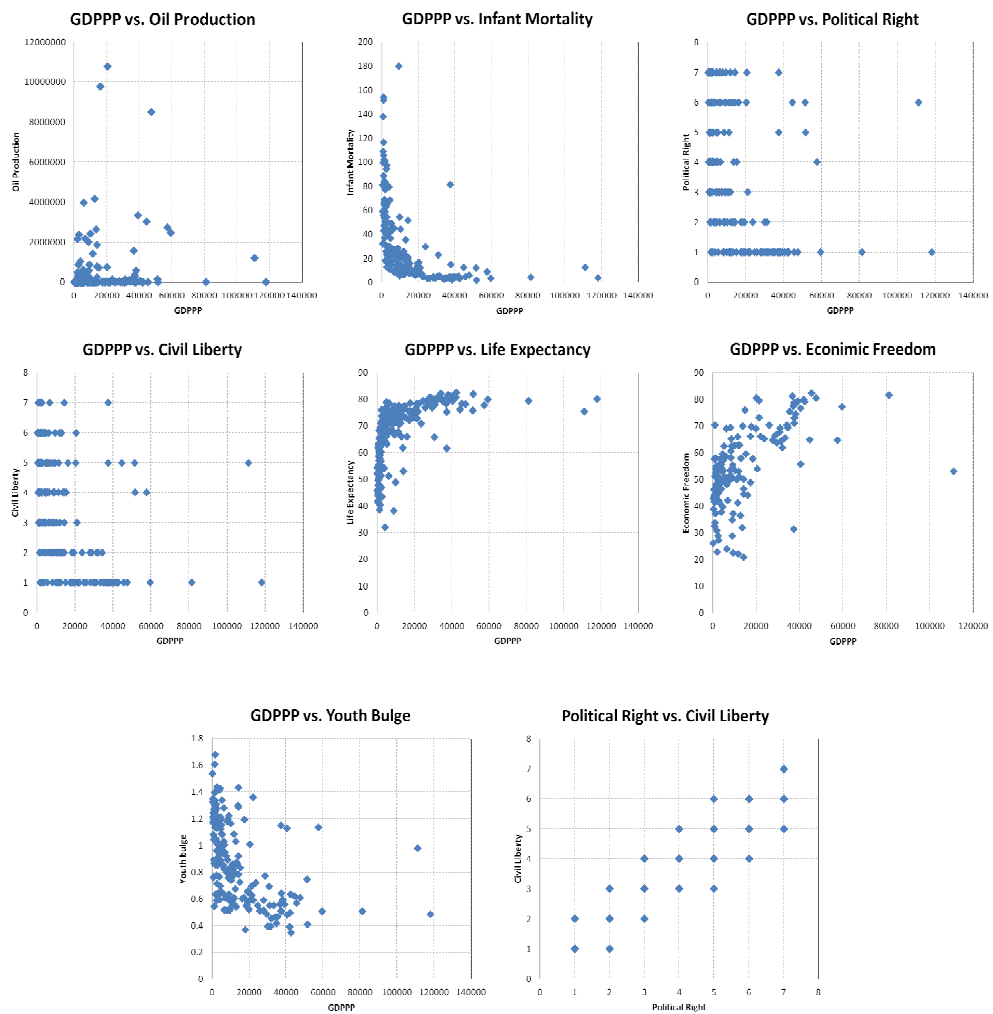 GDPPP vs. Oil Production
12000000
10000000
8000000
6000000
4000000
2000000
0
Oil Production
0 20000 40000 60000 80000 100000 120000 140000
GDPPP
GDPPP vs. Infant Mortality
200
180
160
140
120
100
80
60
40
20
0
Infant Mortality
0 20000 40000 60000 80000 100000 120000 140000
GDPPP
GDPPP vs. Political Right
8
7
6
5
4
3
2
1
0
Political Right
0 20000 40000 60000 80000 100000 120000 140000
GDPPP
GDPPP vs. Civil Liberty
8
7
6
5
4
3
2
1
0
Civil Liberty
0 20000 40000 60000 80000 100000 120000 140000
GDPPP
GDPPP vs. Life Expectancy
90
80
70
60
50
40
30
20
10
0
Life Expectancy
0 20000 40000 60000 80000 100000 120000 140000
GDPPP
GDPPP vs. Econimic Freedom
90
80
70
60
50
40
30
20
10
0
Economic Freedom
0 20000 40000 60000 80000 100000 120000
GDPPP
GDPPP vs. Youth Bulge
1.8
1.6
1.4
1.2
1
0.8
0.6
0.4
0.2
0
Youth bulge
0 20000 40000 60000 80000 100000 120000 140000
GDPPP
Political Right vs. Civil Liberty
8
7
6
5
4
3
2
1
0
Civil Liberty
0 1 2 3 4 5 6 7 8
Political Right